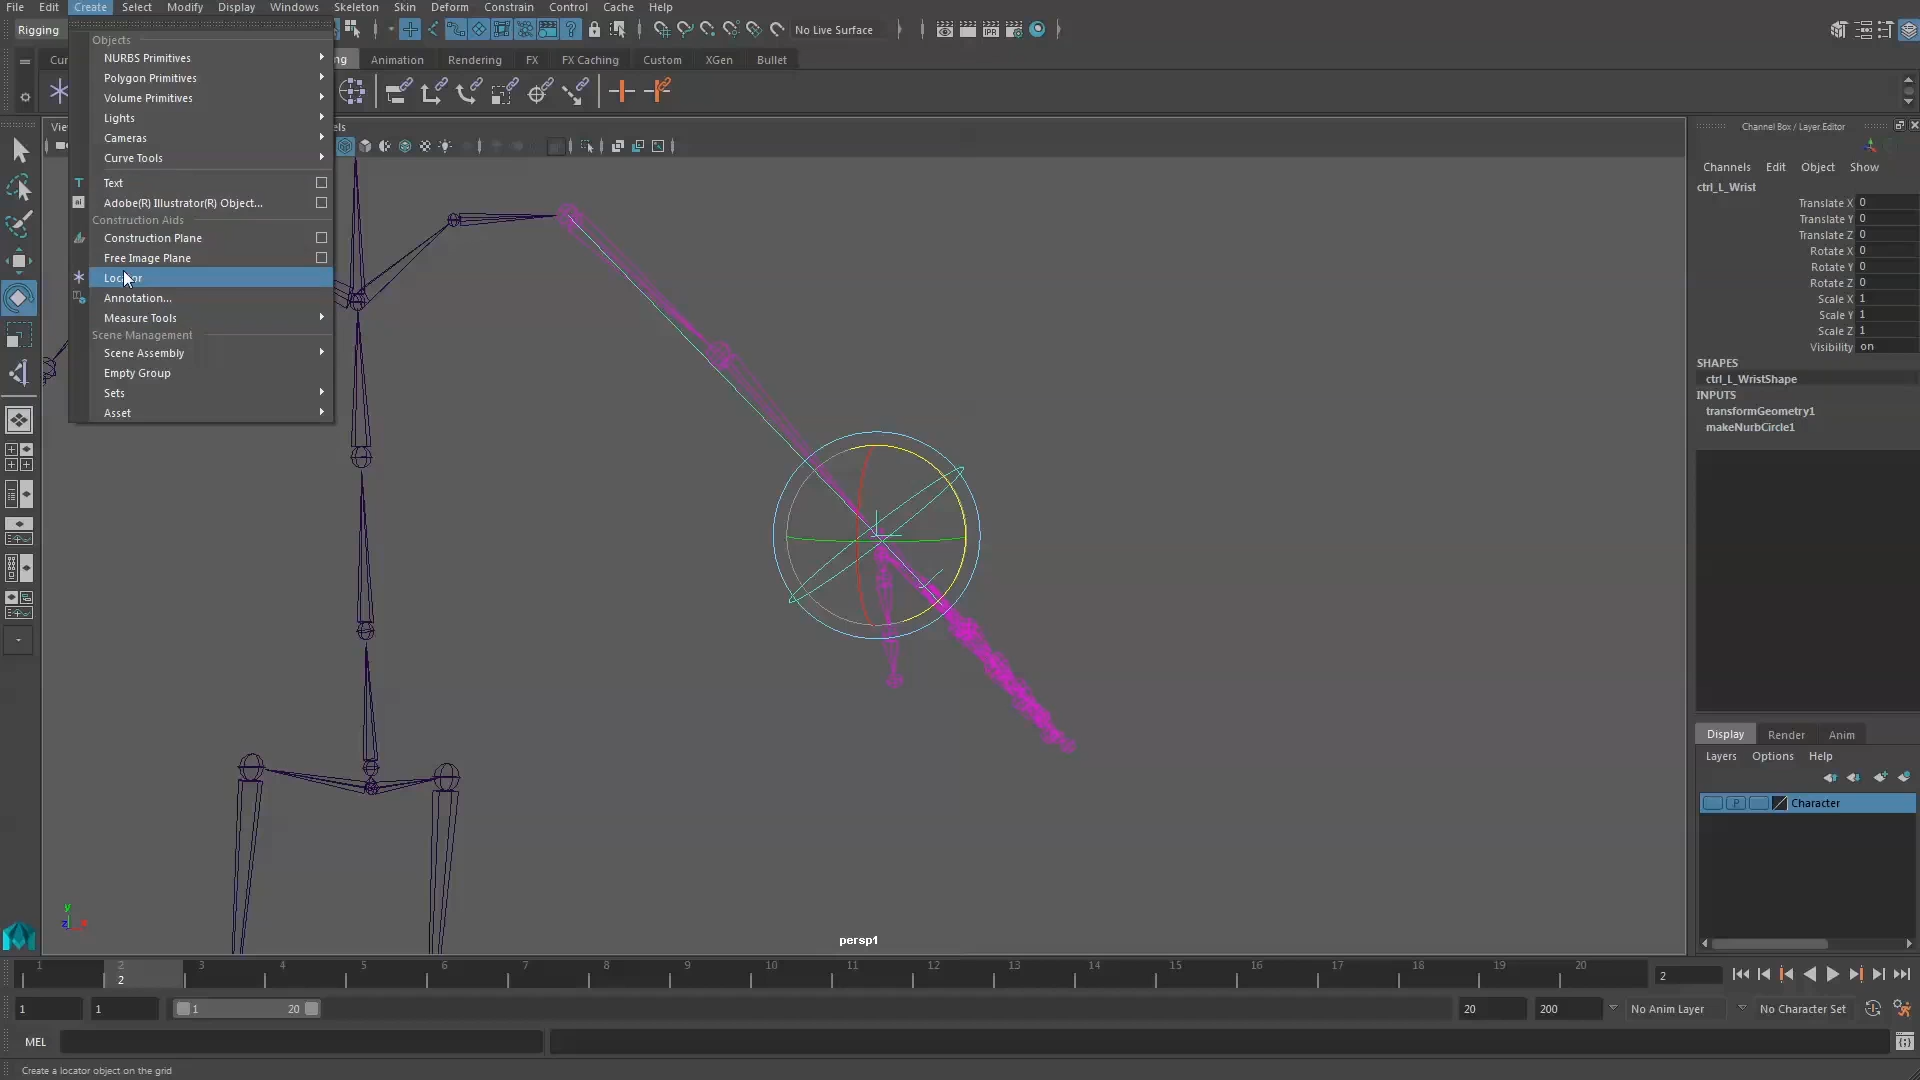 File Edit Create Select Modify Display Windows Skeleton Skin Deform Constrain Control Cache Help
Rigging
No Live Surface
IPR
Animation Rendering FX FX Caching Custom XGen Bullet
Objects
NURBS Primitives
Polygon Primitives
Volume Primitives
Lights
Cameras
Curve Tools
Text
Adobe(R) Illustrator(R) Object...
Construction Aids
Construction Plane
Free Image Plane
Annotation...
Measure Tools
Scene Management
Scene Assembly
Empty Group
Sets
Asset
persp1
Channel Box / Layer Editor
Channels Edit Object Show
ctrl_L_Wrist
Translate X 0
Translate Y 0
Translate Z 0
Rotate X 0
Rotate Y 0
Rotate Z 0
Scale X 1
Scale Y 1
Scale Z 1
Visibility on
SHAPES
ctrl_L_WristShape
INPUTS
transformGeometry1
makeNurbCircle1
Display Render Anim
Layers Options Help
P Character
1 2 3 4 5 6 7 8 9 10 11 12 13 14 15 16 17 18 19 20
2
2
1 1 1 20 20 200 No Anim Layer No Character Set
MEL
Create a locator object on the grid